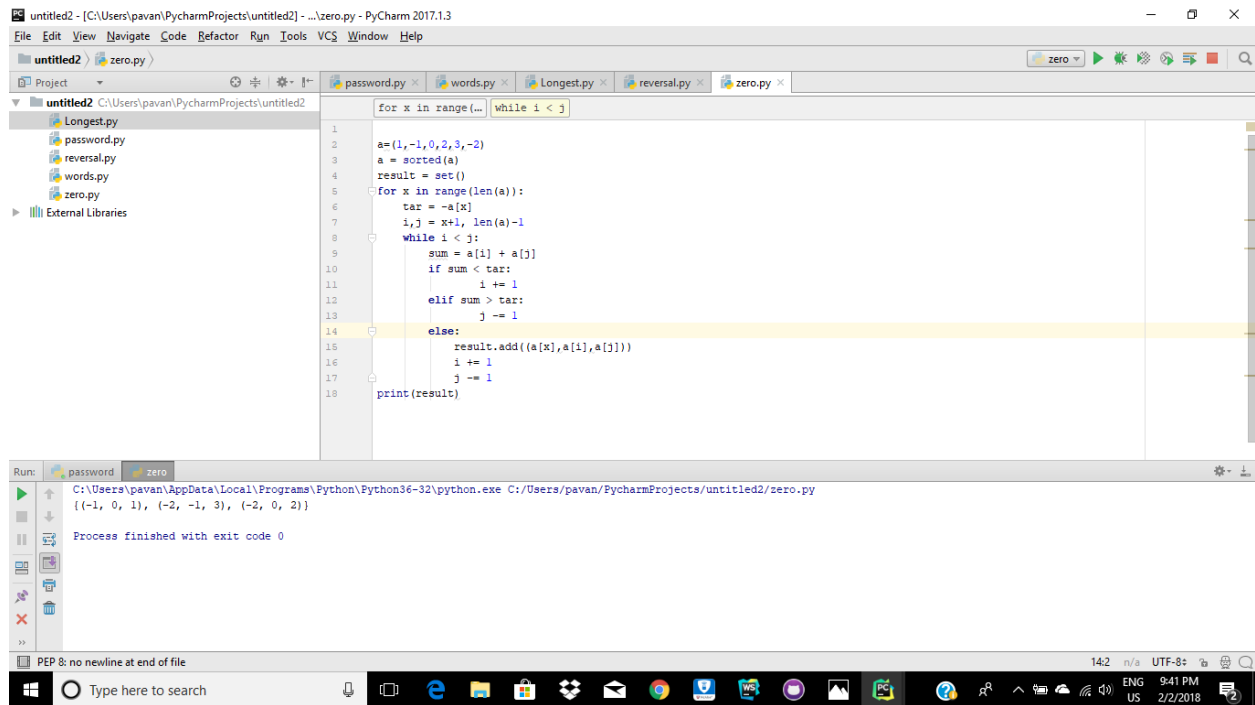 untitled2 - [C:\Users\pavan\PycharmProjects\untitled2] - ...\zero.py - PyCharm 2017.1.3
File Edit View Navigate Code Refactor Run Tools VCS Window Help
untitled2 zero.py zero
Project password.py words.py Longest.py reversal.py zero.py
untitled2 C:\Users\pavan\PycharmProjects\untitled2
Longest.py
password.py
reversal.py
words.py
zero.py
External Libraries
for x in range(... while i < j
1
2 a=(1,-1,0,2,3,-2)
3 a = sorted(a)
4 result = set()
5 for x in range(len(a)):
6 tar = -a[x]
7 i,j = x+1, len(a)-1
8 while i < j:
9 sum = a[i] + a[j]
10 if sum < tar:
11 i += 1
12 elif sum > tar:
13 j -= 1
14 else:
15 result.add((a[x],a[i],a[j]))
16 i += 1
17 j -= 1
18 print(result)
Run: password zero
C:\Users\pavan\AppData\Local\Programs\Python\Python36-32\python.exe C:/Users/pavan/PycharmProjects/untitled2/zero.py
{(-1, 0, 1), (-2, -1, 3), (-2, 0, 2)}
Process finished with exit code 0
PEP 8: no newline at end of file 14:2 n/a UTF-8
Type here to search
WS
PC
ENG 9:41 PM
US 2/2/2018
2